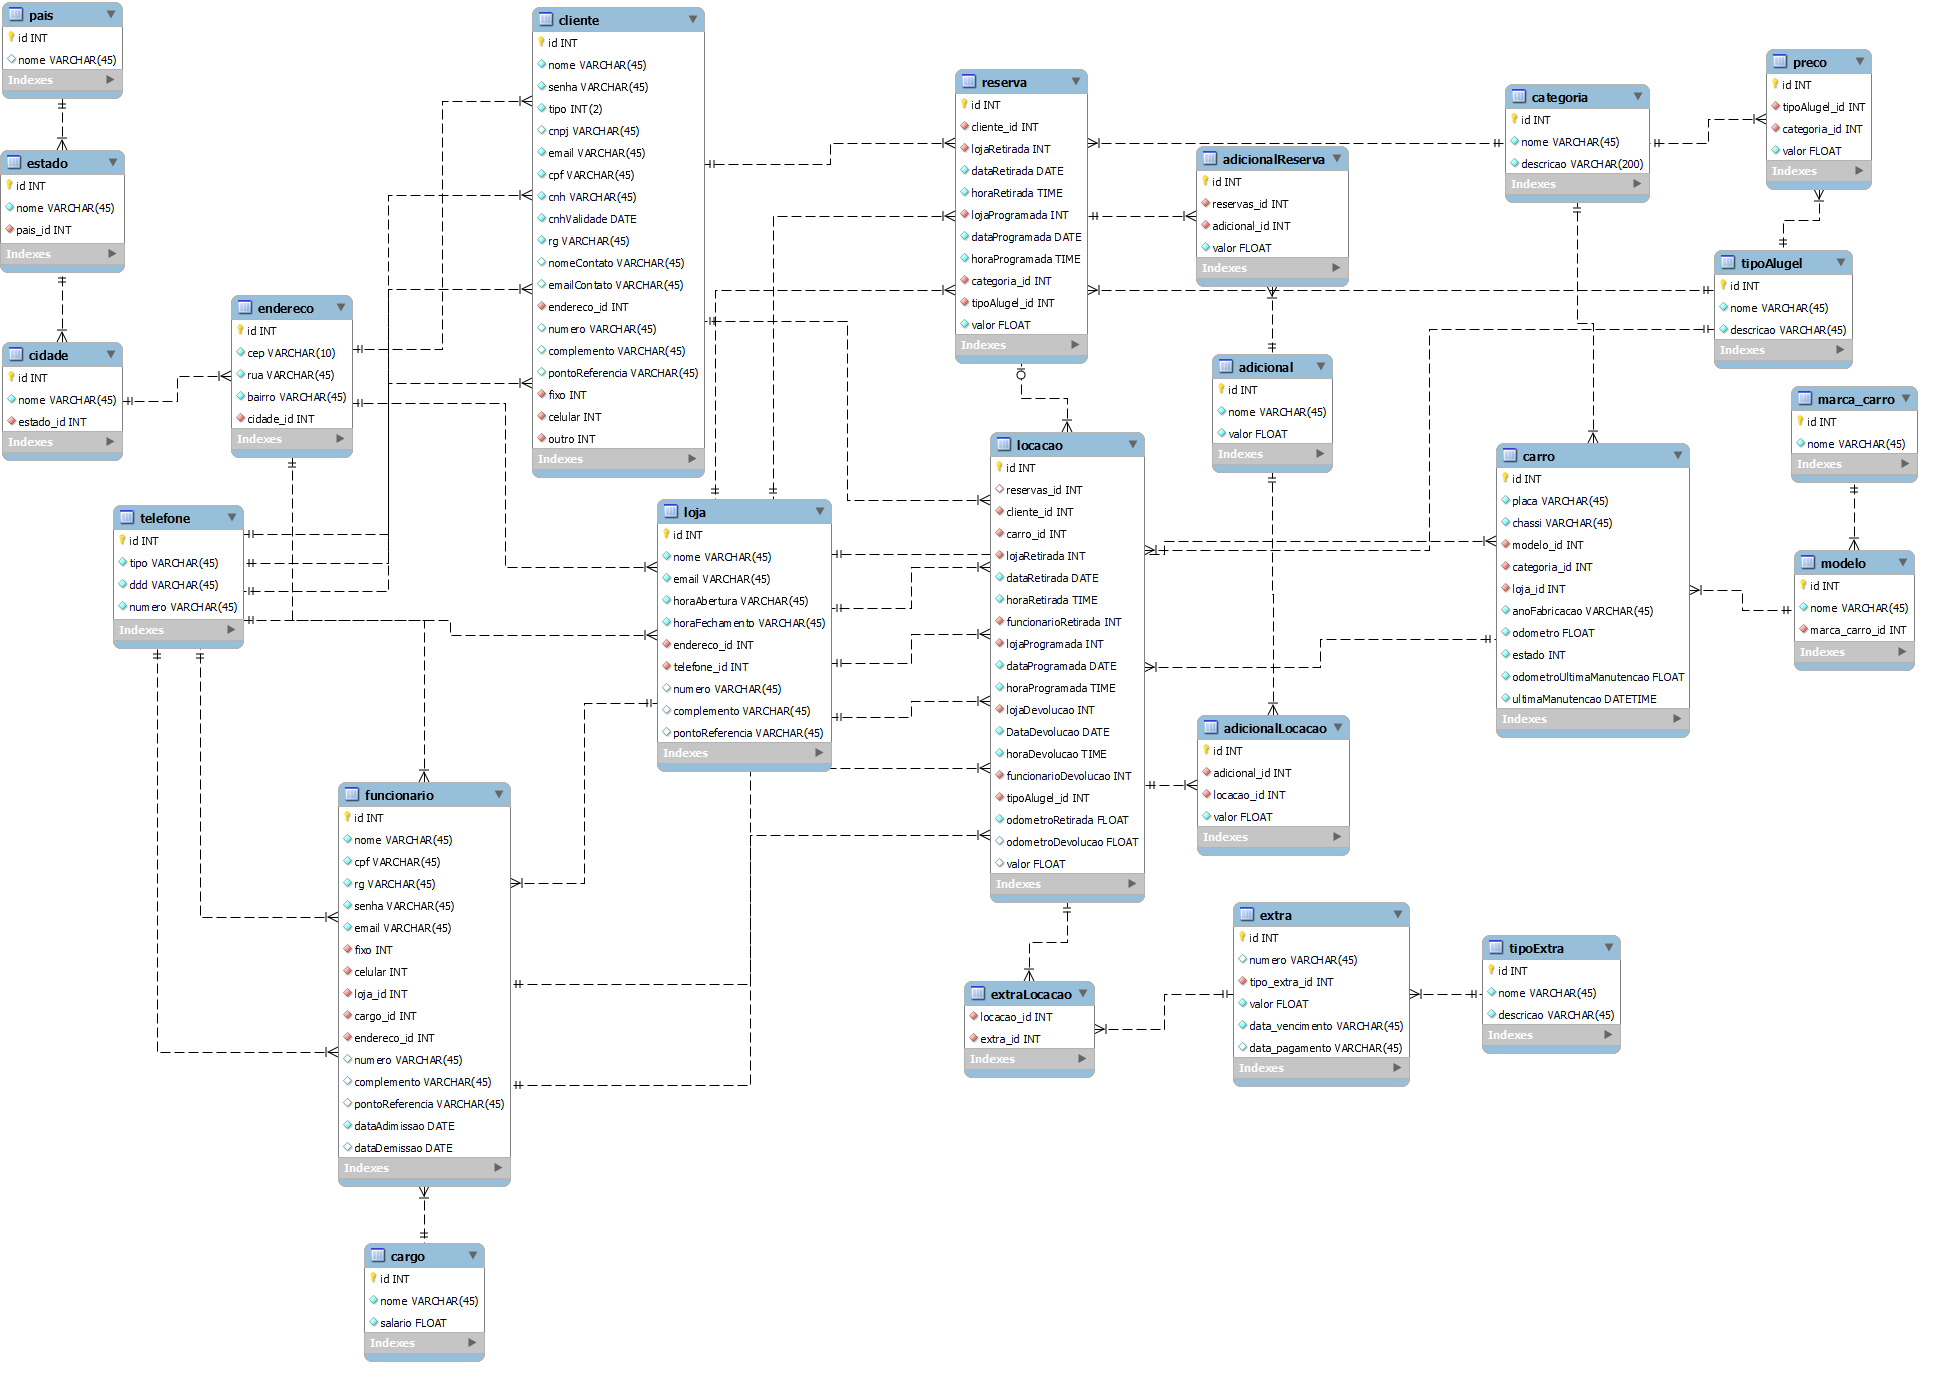 pais
id INT
nome VARCHAR(45)
Indexes
estado
id INT
nome VARCHAR(45)
pais_id INT
Indexes
cidade
id INT
nome VARCHAR(45)
estado_id INT
Indexes
endereco
id INT
cep VARCHAR(10)
rua VARCHAR(45)
bairro VARCHAR(45)
cidade_id INT
Indexes
telefone
id INT
tipo VARCHAR(45)
ddd VARCHAR(45)
numero VARCHAR(45)
Indexes
cliente
id INT
nome VARCHAR(45)
senha VARCHAR(45)
tipo INT(2)
cnpj VARCHAR(45)
email VARCHAR(45)
cpf VARCHAR(45)
cnh VARCHAR(45)
cnhValidade DATE
rg VARCHAR(45)
nomeContato VARCHAR(45)
emailContato VARCHAR(45)
endereco_id INT
numero VARCHAR(45)
complemento VARCHAR(45)
pontoReferencia VARCHAR(45)
fixo INT
celular INT
outro INT
Indexes
loja
id INT
nome VARCHAR(45)
email VARCHAR(45)
horaAbertura VARCHAR(45)
horaFechamento VARCHAR(45)
endereco_id INT
telefone_id INT
numero VARCHAR(45)
complemento VARCHAR(45)
pontoReferencia VARCHAR(45)
Indexes
funcionario
id INT
nome VARCHAR(45)
cpf VARCHAR(45)
rg VARCHAR(45)
senha VARCHAR(45)
email VARCHAR(45)
fixo INT
celular INT
loja_id INT
cargo_id INT
endereco_id INT
numero VARCHAR(45)
complemento VARCHAR(45)
pontoReferencia VARCHAR(45)
dataAdimissao DATE
dataDemissao DATE
Indexes
cargo
id INT
nome VARCHAR(45)
salario FLOAT
Indexes
reserva
id INT
cliente_id INT
lojaRetirada INT
dataRetirada DATE
horaRetirada TIME
lojaProgramada INT
dataProgramada DATE
horaProgramada TIME
categoria_id INT
tipoAlugel_id INT
valor FLOAT
Indexes
locacao
id INT
reservas_id INT
cliente_id INT
carro_id INT
lojaRetirada INT
dataRetirada DATE
horaRetirada TIME
funcionarioRetirada INT
lojaProgramada INT
dataProgramada DATE
horaProgramada TIME
lojaDevolucao INT
DataDevolucao DATE
horaDevolucao TIME
funcionarioDevolucao INT
tipoAlugel_id INT
odometroRetirada FLOAT
odometroDevolucao FLOAT
valor FLOAT
Indexes
extraLocacao
locacao_id INT
extra_id INT
Indexes
adicionalReserva
id INT
reservas_id INT
adicional_id INT
valor FLOAT
Indexes
adicional
id INT
nome VARCHAR(45)
valor FLOAT
Indexes
adicionalLocacao
id INT
adicional_id INT
locacao_id INT
valor FLOAT
Indexes
extra
id INT
numero VARCHAR(45)
tipo_extra_id INT
valor FLOAT
data_vencimento VARCHAR(45)
data_pagamento VARCHAR(45)
Indexes
tipoExtra
id INT
nome VARCHAR(45)
descricao VARCHAR(45)
Indexes
categoria
id INT
nome VARCHAR(45)
descricao VARCHAR(200)
Indexes
preco
id INT
tipoAlugel_id INT
categoria_id INT
valor FLOAT
Indexes
tipoAlugel
id INT
nome VARCHAR(45)
descricao VARCHAR(45)
Indexes
marca_carro
id INT
nome VARCHAR(45)
Indexes
carro
id INT
placa VARCHAR(45)
chassi VARCHAR(45)
modelo_id INT
categoria_id INT
loja_id INT
anoFabricacao VARCHAR(45)
odometro FLOAT
estado INT
odometroUltimaManutencao FLOAT
ultimaManutencao DATETIME
Indexes
modelo
id INT
nome VARCHAR(45)
marca_carro_id INT
Indexes